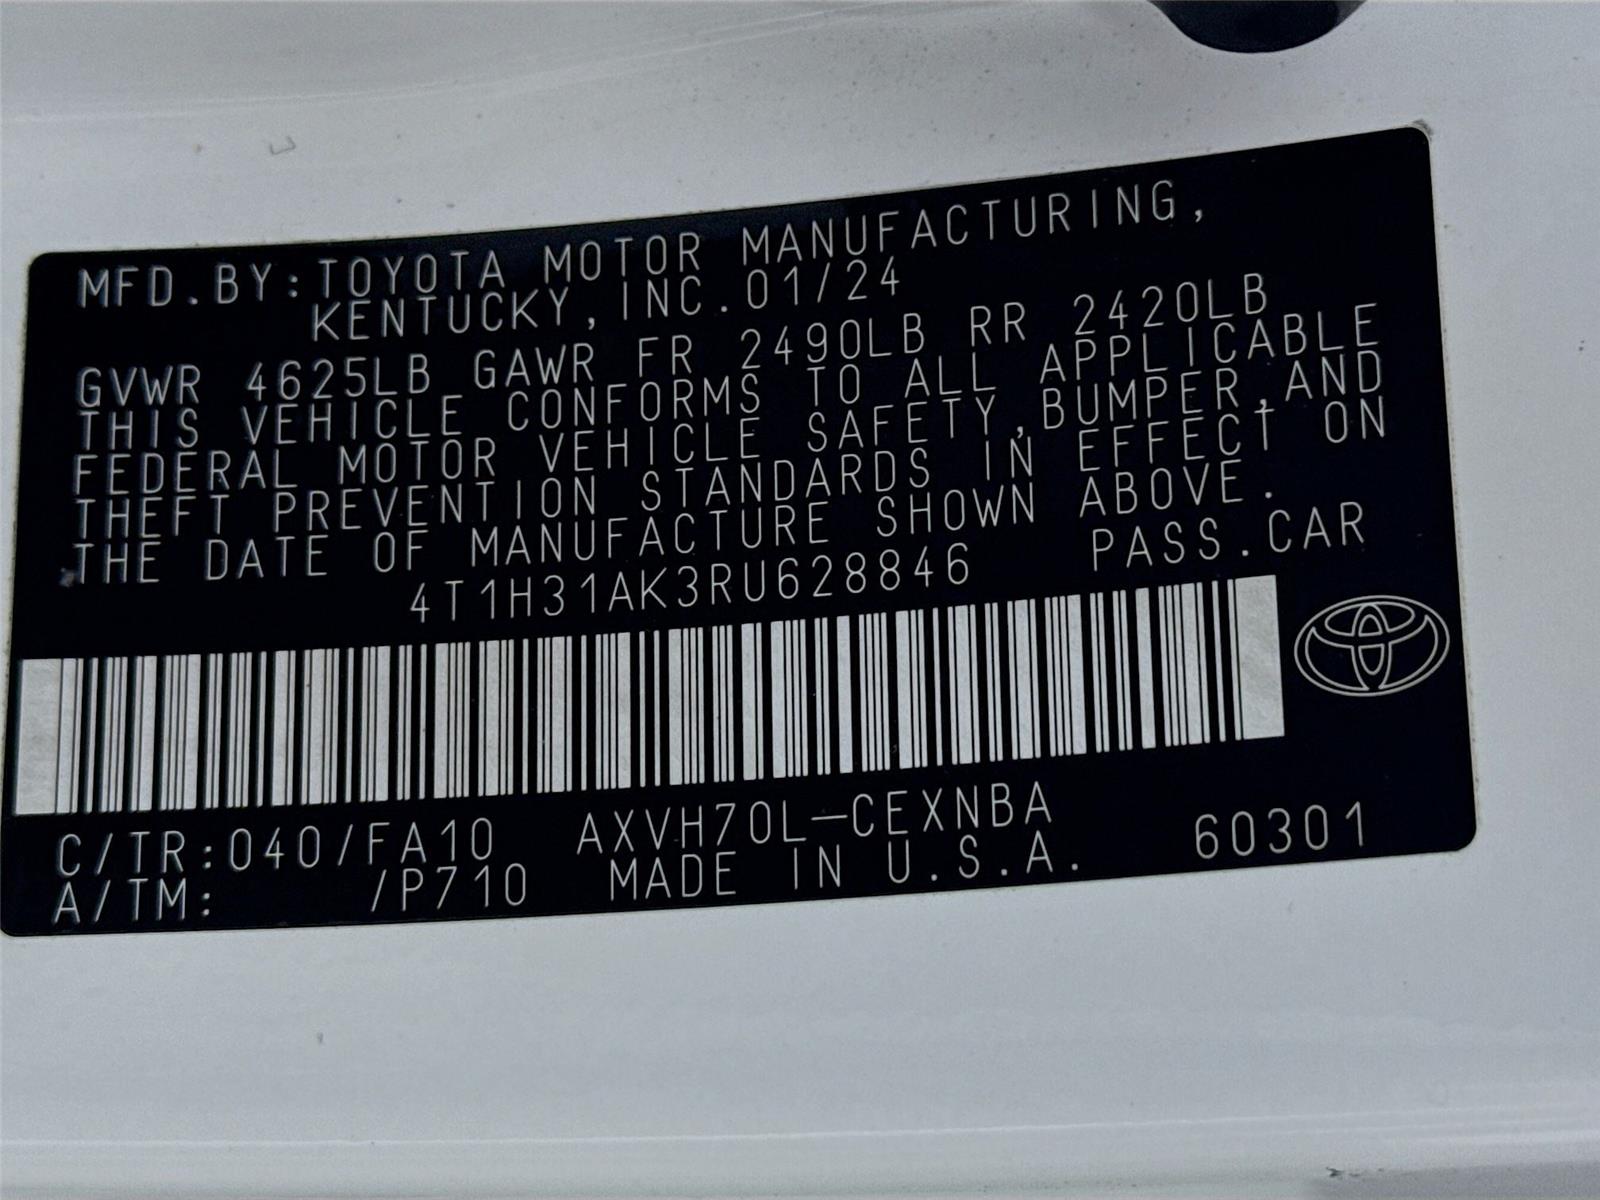 MFD.BY:TOYOTA MOTOR MANUFACTURING,
KENTUCKY,INC.01/24
GVWR 4625LB GAWR FR 2490LB RR 2420LB
THIS VEHICLE CONFORMS TO ALL APPLICABLE
FEDERAL MOTOR VEHICLE SAFETY,BUMPER,AND
THEFT PREVENTION STANDARDS IN EFFECT ON
THE DATE OF MANUFACTURE SHOWN ABOVE.
4T1H31AK3RU628846 PASS.CAR
C/TR:040/FA10 AXVH70L-CEXNBA 60301
A/TM: /P710 MADE IN U.S.A.